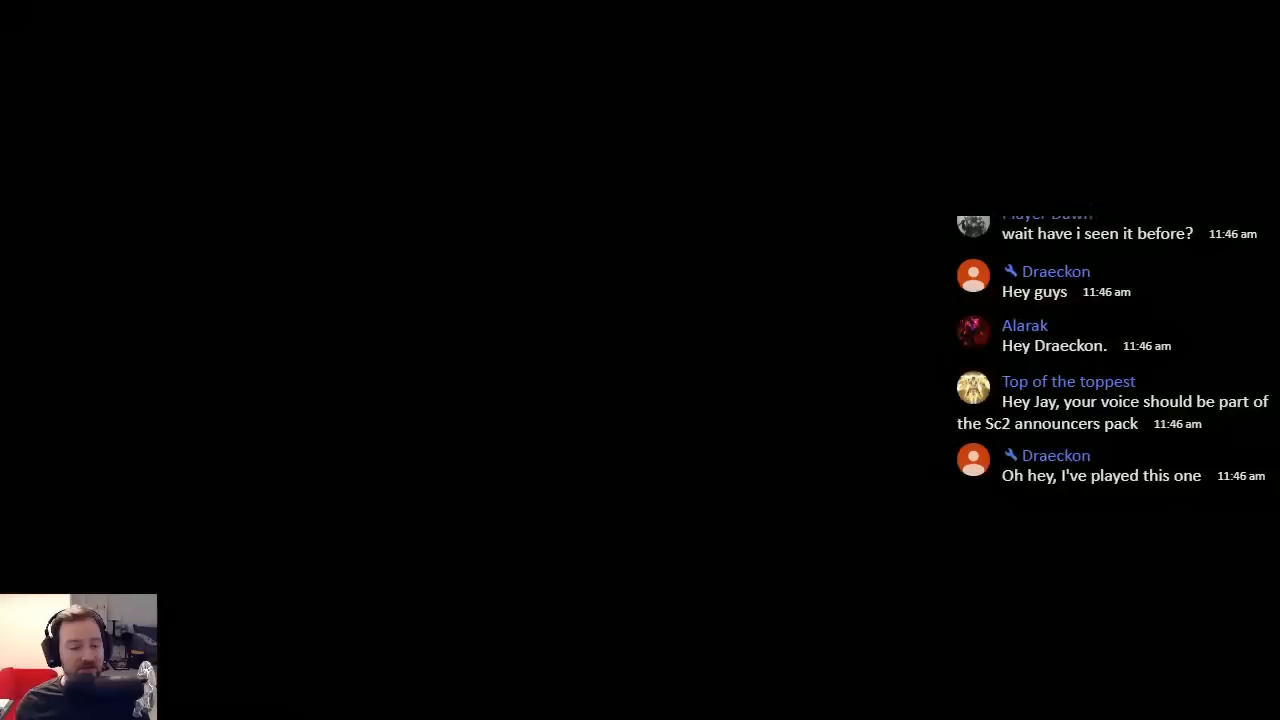 wait have i seen it before? 11:46 am
Draeckon
Hey guys 11:46 am
Alarak
Hey Draeckon. 11:46 am
Top of the toppest
Hey Jay, your voice should be part of
the Sc2 announcers pack 11:46 am
Draeckon
Oh hey, I've played this one 11:46 am